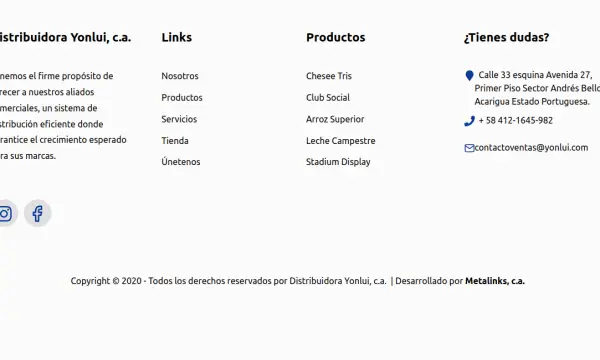 istribuidora Yonlui, c.a.
nemos el firme propósito de
recer a nuestros aliados
merciales, un sistema de
stribución eficiente donde
rantice el crecimiento esperado
ra sus marcas.
Links
Nosotros
Productos
Servicios
Tienda
Únetenos
Productos
Chesee Tris
Club Social
Arroz Superior
Leche Campestre
Stadium Display
¿Tienes dudas?
Calle 33 esquina Avenida 27,
Primer Piso Sector Andrés Bello
Acarigua Estado Portuguesa.
+ 58 412-1645-982
contactoventas@yonlui.com
Copyright © 2020 - Todos los derechos reservados por Distribuidora Yonlui, c.a. | Desarrollado por Metalinks, c.a.